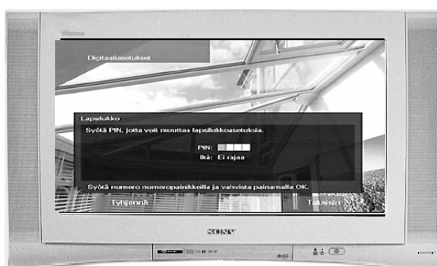 Digitaaliasetukset
Lapsilukko
Syötä PIN, jotta voit muuttaa lapsilukkoasetuksia.
PIN:
Ikä: Ei rajaa
Syötä numero numeropainikkeilla ja vahvista painamalla OK.
Tyhjennä
Takaisin
SONY